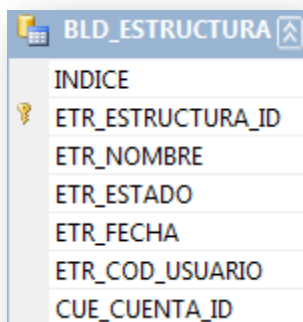 BLD_ESTRUCTURA
INDICE
ETR_ESTRUCTURA_ID
ETR_NOMBRE
ETR_ESTADO
ETR_FECHA
ETR_COD_USUARIO
CUE_CUENTA_ID